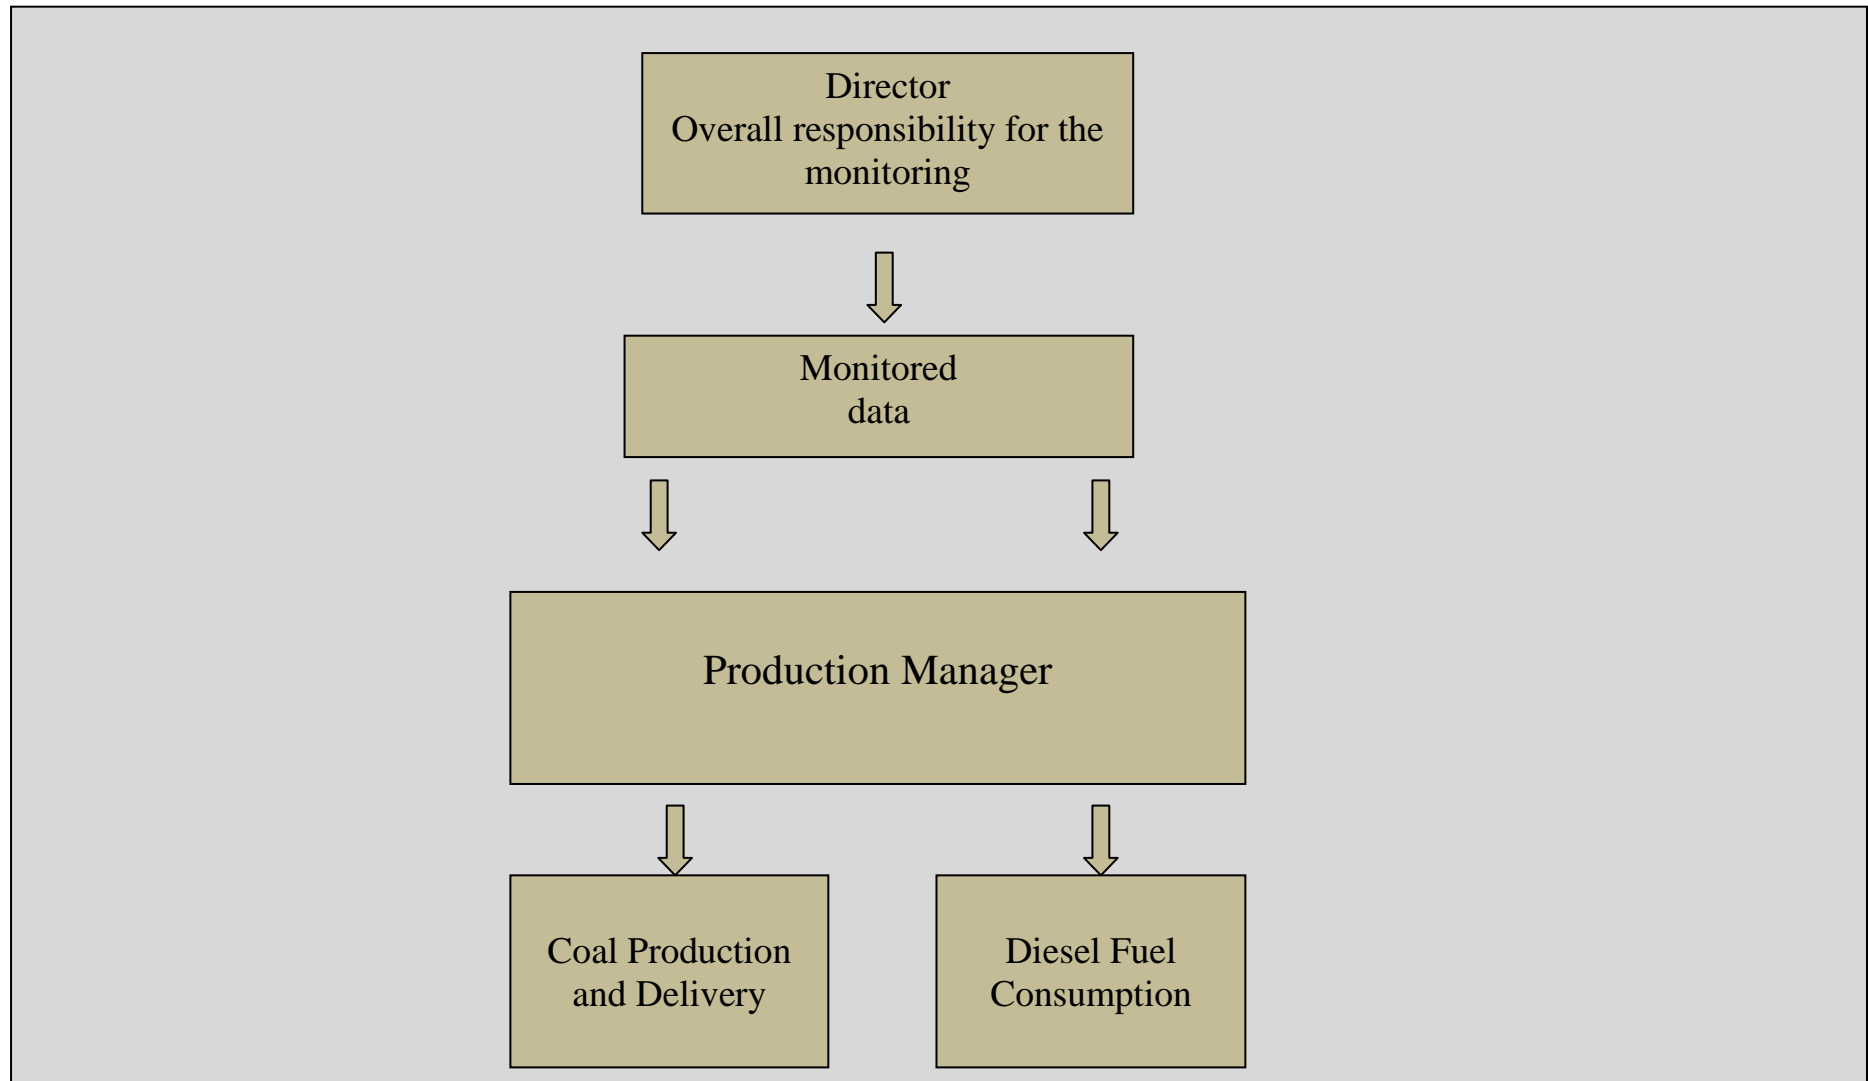 Director
Overall responsibility for the
monitoring
Monitored
data
Production Manager
Coal Production
and Delivery
Diesel Fuel
Consumption